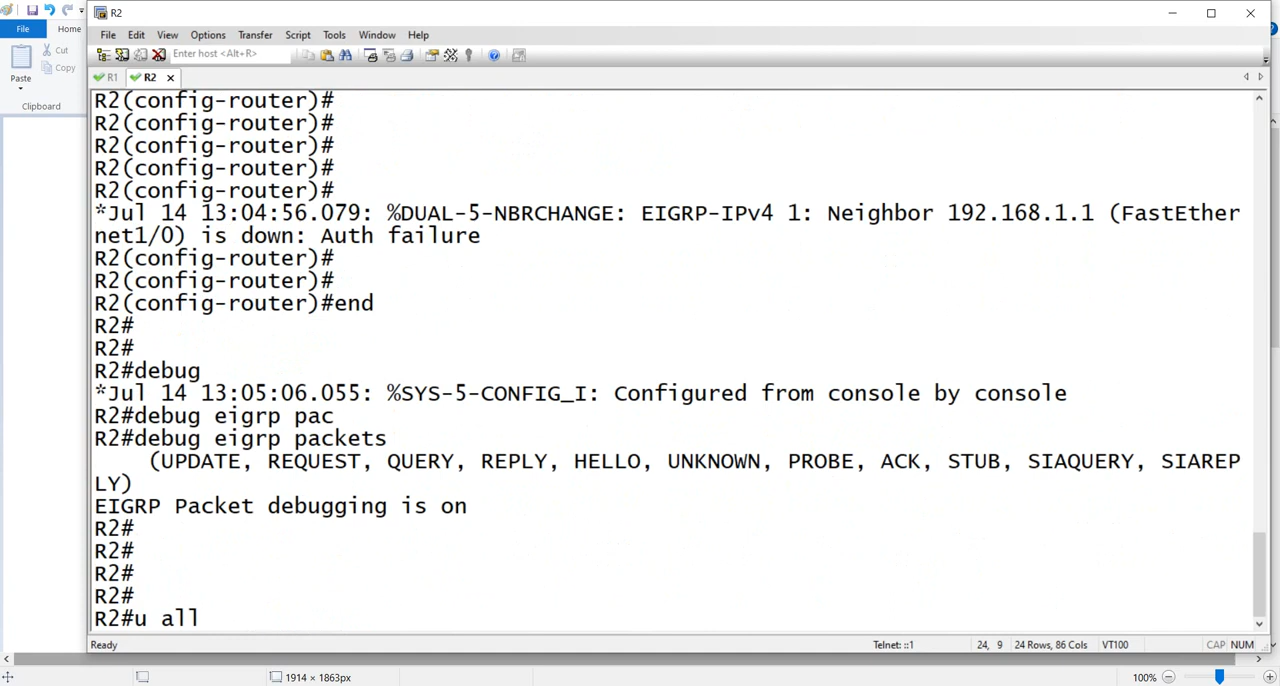 R2
File
Home
Cut
Copy
Paste
Clipboard
File Edit View Options Transfer Script Tools Window Help
Enter host <Alt+R>
R1 R2
R2(config-router)#
R2(config-router)#
R2(config-router)#
R2(config-router)#
R2(config-router)#
*Jul 14 13:04:56.079: %DUAL-5-NBRCHANGE: EIGRP-IPv4 1: Neighbor 192.168.1.1 (FastEther
net1/0) is down: Auth failure
R2(config-router)#
R2(config-router)#
R2(config-router)#end
R2#
R2#
R2#debug
*Jul 14 13:05:06.055: %SYS-5-CONFIG_I: Configured from console by console
R2#debug eigrp pac
R2#debug eigrp packets
    (UPDATE, REQUEST, QUERY, REPLY, HELLO, UNKNOWN, PROBE, ACK, STUB, SIAQUERY, SIAREP
LY)
EIGRP Packet debugging is on
R2#
R2#
R2#
R2#
R2#u all
Ready Telnet: ::1 24, 9 24 Rows, 86 Cols VT100 CAP NUM
1914 × 1863px 100%